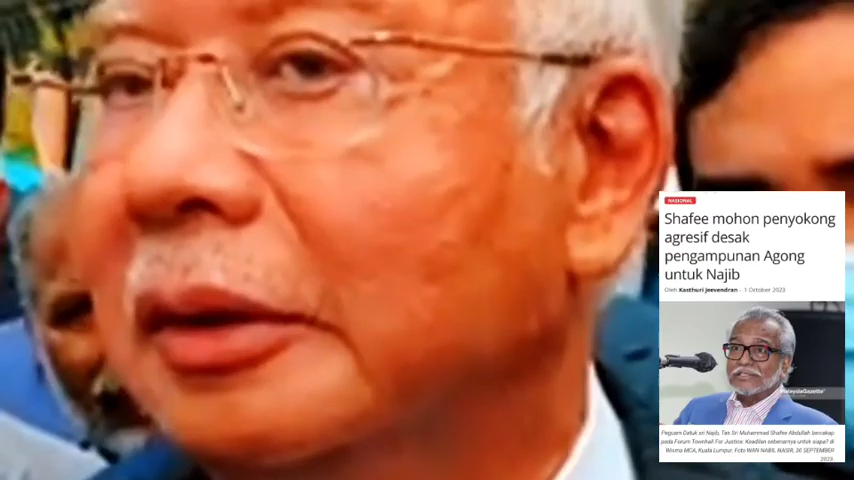 NASIONAL
Shafee mohon penyokong
agresif desak
pengampunan Agong
untuk Najib
Oleh Kasthuri Jeevendran - 1 October 2023
MalaysiaGazette
Peguam Datuk Sri Najib, Tan Sri Muhammad Shafee Abdullah bercakap
pada Forum Townhall For Justice: Keadilan sebenarnya untuk siapa? di
Wisma MCA, Kuala Lumpur. Foto WAN NABIL NASIR, 30 SEPTEMBER
2023.